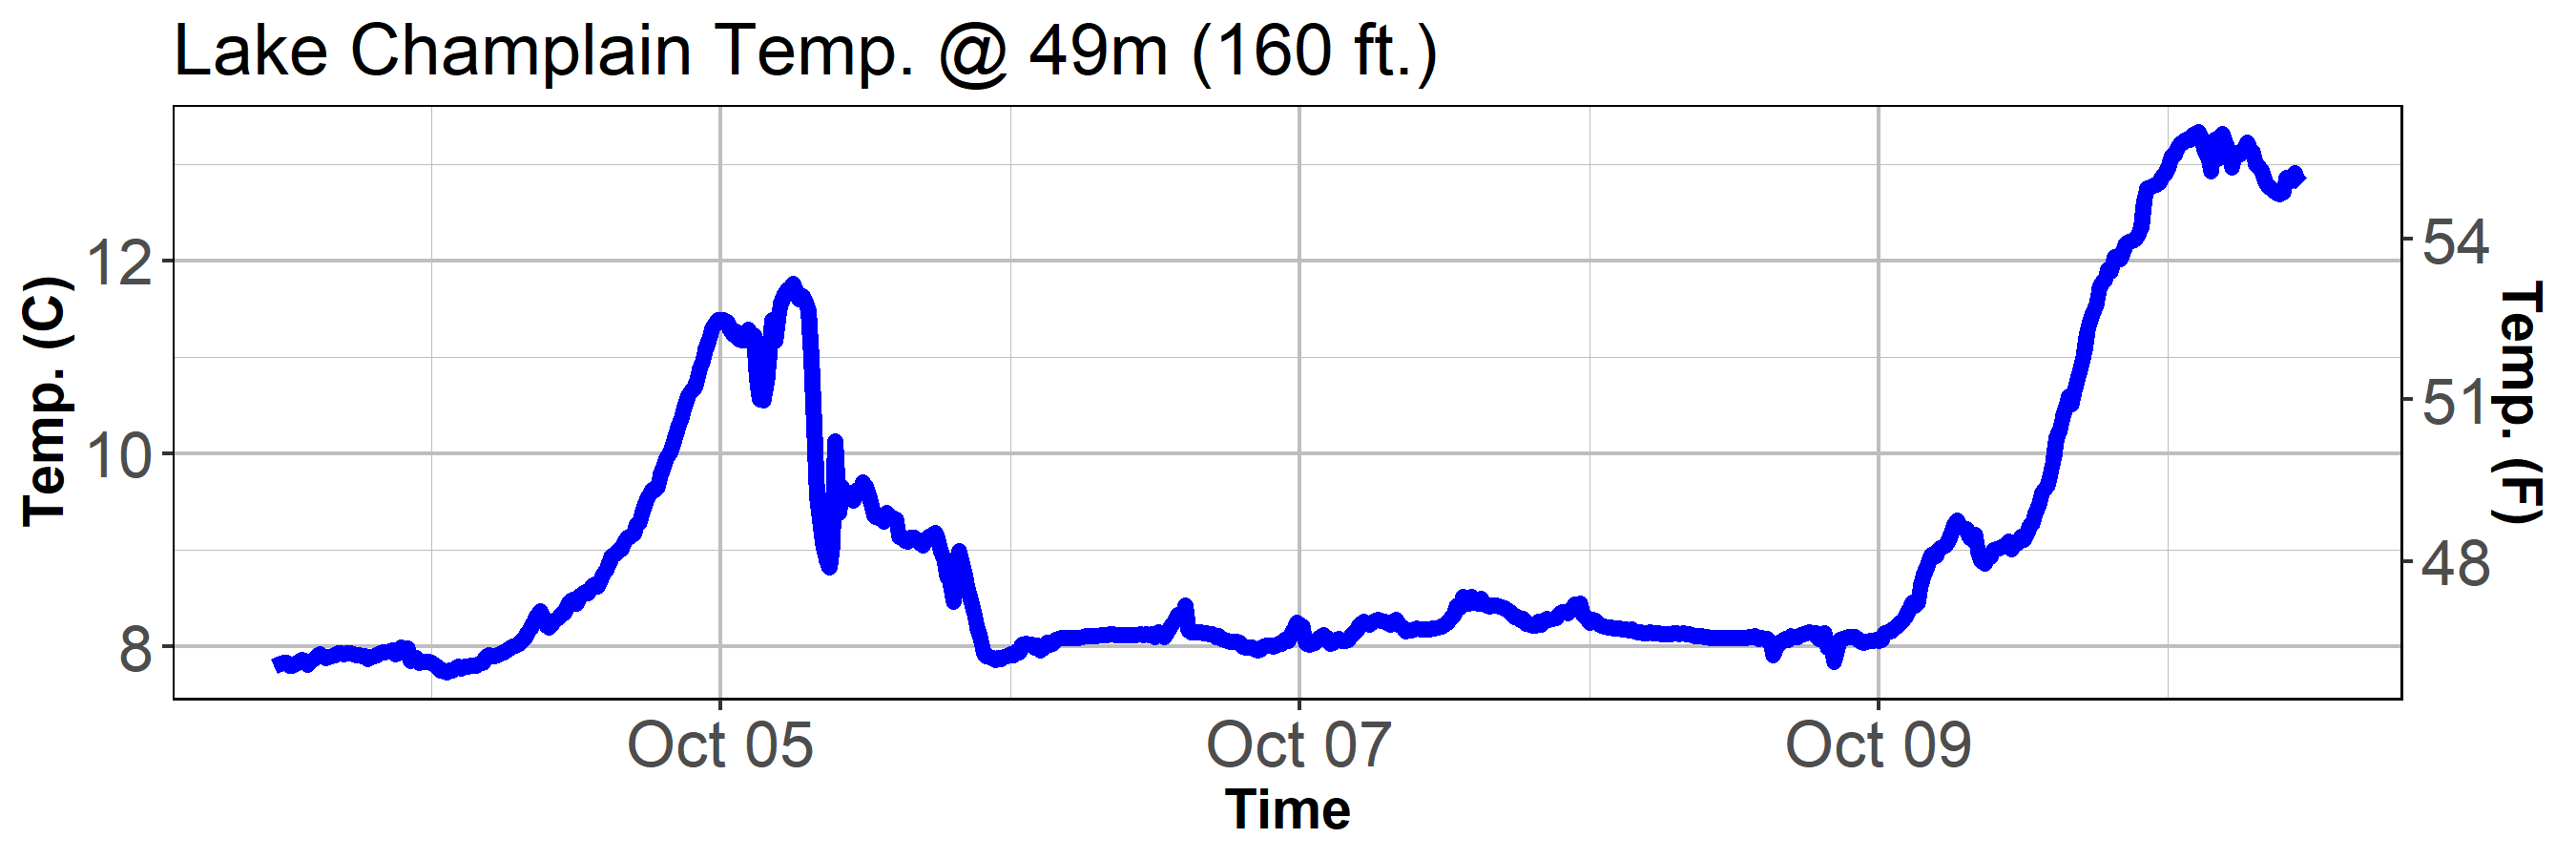 Lake Champlain Temp. @ 49m (160 ft.)
Temp. (C)
12
10
8
54
51
48
Temp. (F)
Oct 05 Oct 07 Oct 09
Time